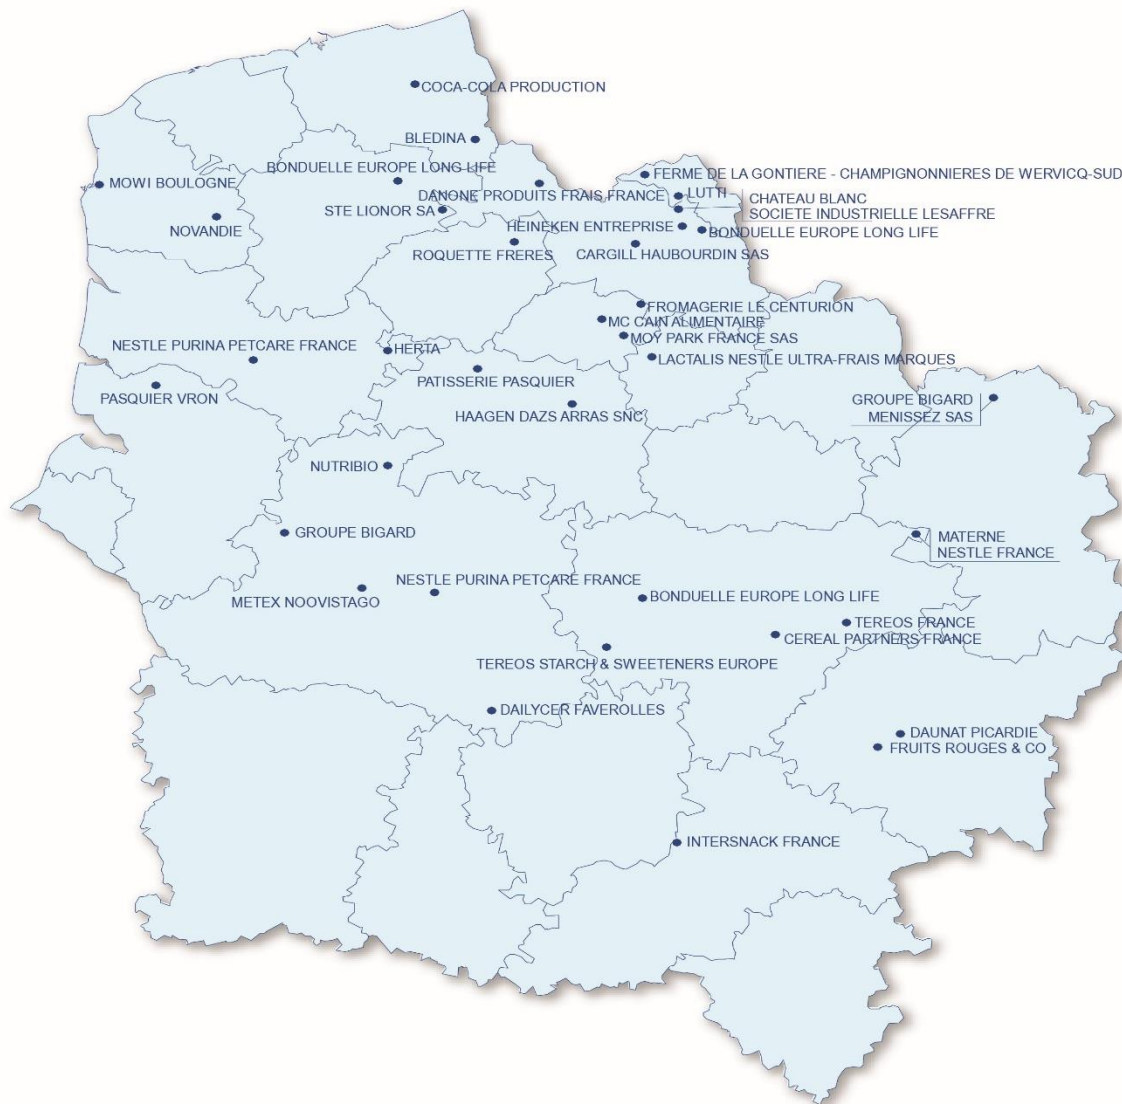 COCA-COLA PRODUCTION
BLEDINA
BONDUELLE EUROPE LONG LIFE
FERME DE LA GONTIERE - CHAMPIGNONNIERES DE WERVICQ-SUD
MOWI BOULOGNE
DANONE PRODUITS FRAIS FRANCE
LUTTI
CHATEAU BLANC
STE LIONOR SA
SOCIETE INDUSTRIELLE LESAFFRE
NOVANDIE
HEINEKEN ENTREPRISE
BONDUELLE EUROPE LONG LIFE
ROQUETTE FRERES
CARGILL HAUBOURDIN SAS
FROMAGERIE LE CENTURION
MC CAIN ALIMENTAIRE
MOY PARK FRANCE SAS
NESTLE PURINA PETCARE FRANCE
HERTA
LACTALIS NESTLE ULTRA-FRAIS MARQUES
PATISSERIE PASQUIER
PASQUIER VRON
GROUPE BIGARD
MENISSEZ SAS
HAAGEN DAZS ARRAS SNC
NUTRIBIO
GROUPE BIGARD
MATERNE
NESTLE FRANCE
NESTLE PURINA PETCARE FRANCE
METEX NOOVISTAGO
BONDUELLE EUROPE LONG LIFE
TEREOS FRANCE
CEREAL PARTNERS FRANCE
TEREOS STARCH & SWEETENERS EUROPE
DAILYCER FAVEROLLES
DAUNAT PICARDIE
FRUITS ROUGES & CO
INTERSNACK FRANCE